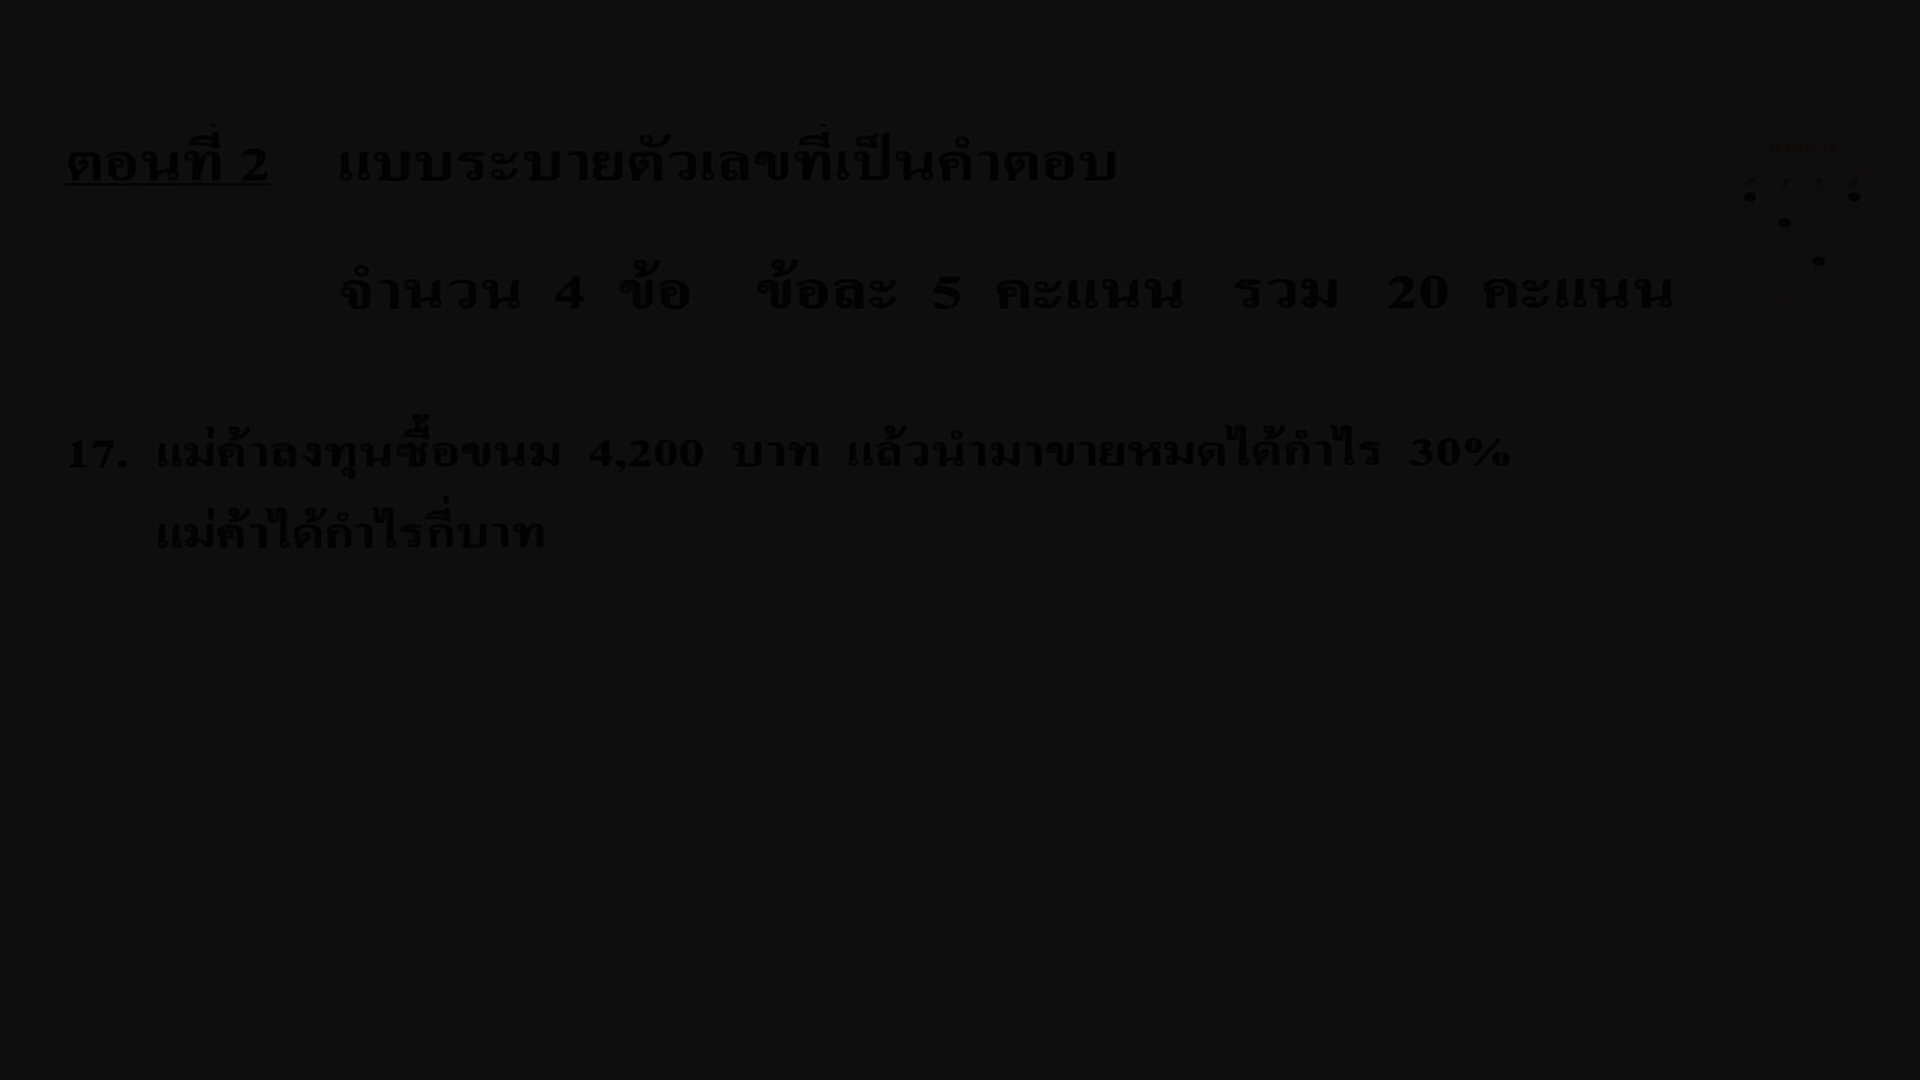 ตอนที่ 2 แบบระบายตัวเลขที่เป็นคำตอบ
จำนวน 4 ข้อ ข้อละ 5 คะแนน รวม 20 คะแนน
17. แม่ค้าลงทุนซื้อขนม 4,200 บาท แล้วนำมาขายหมดได้กำไร 30%
แม่ค้าได้กำไรกี่บาท